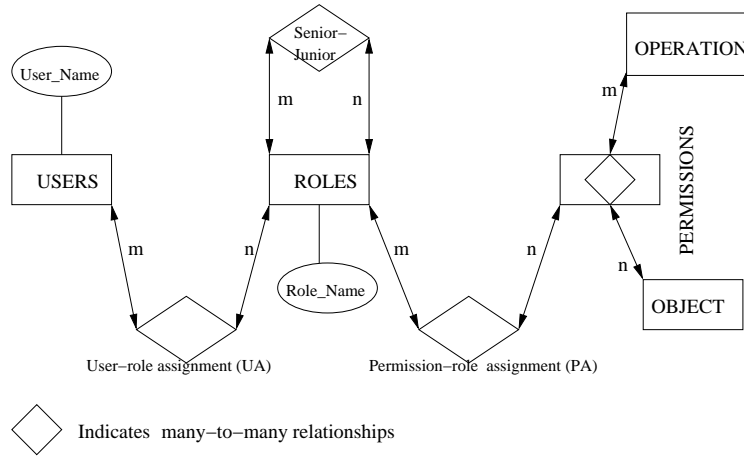 Senior−
Junior
OPERATION
User_Name
m
n
m
USERS
ROLES
PERMISSIONS
m
n
m
n
n
Role_Name
OBJECT
User−role assignment (UA)
Permission−role assignment (PA)
Indicates many−to−many relationships